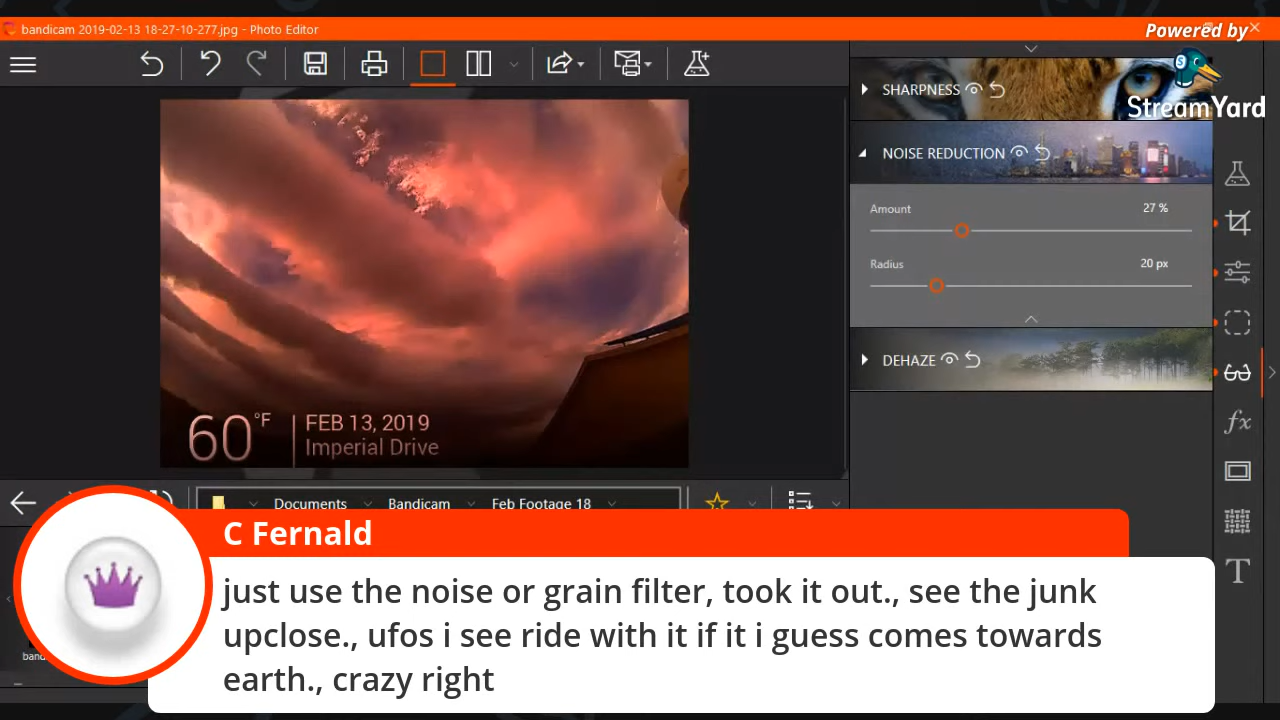 bandicam 2019-02-13 18-27-10-277.jpg - Photo Editor
Powered by
StreamYard
SHARPNESS
NOISE REDUCTION
Amount 27 %
Radius 20 px
DEHAZE
60°F
FEB 13, 2019
Imperial Drive
Documents Bandicam Feb Footage 18
fx
T
C Fernald
just use the noise or grain filter, took it out., see the junk
upclose., ufos i see ride with it if it i guess comes towards
earth., crazy right
band